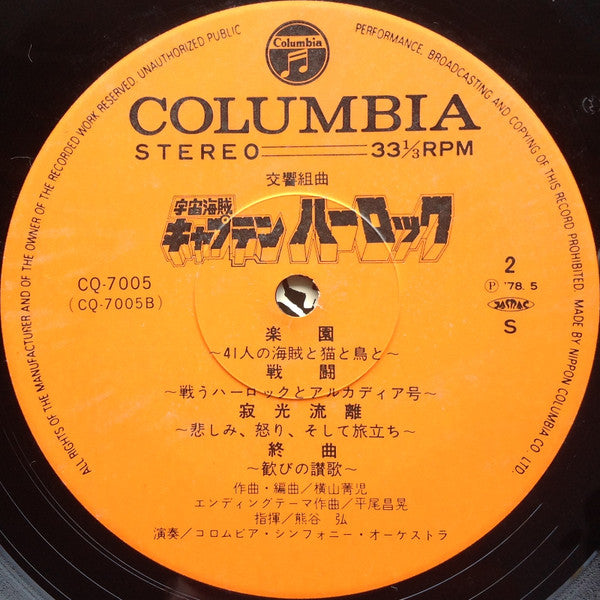 ALL RIGHTS OF THE MANUFACTURER AND OF THE OWNER OF THE RECORDED WORK RESERVED. UNAUTHORIZED PUBLIC
PERFORMANCE, BROADCASTING AND COPYING OF THIS RECORD PROHIBITED. MADE BY NIPPON COLUMBIA CO. LTD.
Columbia
COLUMBIA
STEREO 33⅓RPM
交響組曲
宇宙海賊
キャプテン ハーロック
CQ-7005
(CQ-7005B)
2
Ⓟ '78. 5
JASRAC
S
楽園
～41人の海賊と猫と鳥と～
戦闘
～戦うハーロックとアルカディア号～
寂光流離
～悲しみ、怒り、そして旅立ち～
終曲
～歓びの讃歌～
作曲・編曲／横山菁児
エンディングテーマ作曲／平尾昌晃
指揮／熊谷 弘
演奏／コロムビア・シンフォニー・オーケストラ